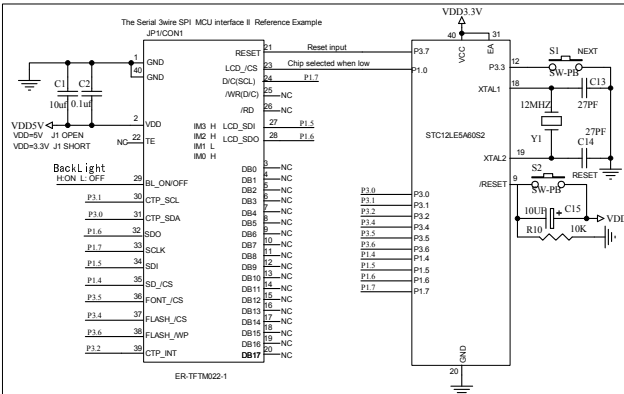 The Serial 3wire SPI MCU interface II Reference Example
JP1/CON1
1 GND
40 GND
C1 C2
10uf 0.1uf
VDD5V 2 VDD
VDD=5V J1 OPEN
VDD=3.3V J1 SHORT
NC 22 TE
BackLight
H:ON L: OFF
29 BL_ON/OFF
P3.1 30 CTP_SCL
P3.0 31 CTP_SDA
P1.6 32 SDO
P1.7 33 SCLK
P1.5 34 SDI
P1.4 35 SD_/CS
P3.5 36 FONT_/CS
P3.4 37 FLASH_/CS
P3.6 38 FLASH_/WP
P3.2 39 CTP_INT
RESET 21 Reset input
LCD_/CS 23 Chip selected when low
D/C(SCL) 24 P1.7
/WR(D/C) 25 NC
/RD 26 NC
IM3 H LCD_SDI 27 P1.5
IM2 H LCD_SDO 28 P1.6
IM1 L
IM0 H
DB0 3 NC
DB1 4 NC
DB2 5 NC
DB3 6 NC
DB4 7 NC
DB5 8 NC
DB6 9 NC
DB7 10 NC
DB8 11 NC
DB9 12 NC
DB10 13 NC
DB11 14 NC
DB12 15 NC
DB13 16 NC
DB14 17 NC
DB15 18 NC
DB16 19 NC
DB17 20 NC
ER-TFTM022-1
VDD3.3V
40 31
VCC EA
P3.7
P1.0
STC12LE5A60S2
P3.0 P3.0
P3.1 P3.1
P3.2 P3.2
P3.4 P3.4
P3.5 P3.5
P3.6 P3.6
P1.4 P1.4
P1.5 P1.5
P1.6 P1.6
P1.7 P1.7
GND
20
P3.3 12
XTAL1 18
XTAL2 19
/RESET 9
S1 NEXT
SW-PB
C13
27PF
12MHZ
Y1
27PF
C14
RESET
S2
SW-PB
10UF + C15
VDD
R10 10K